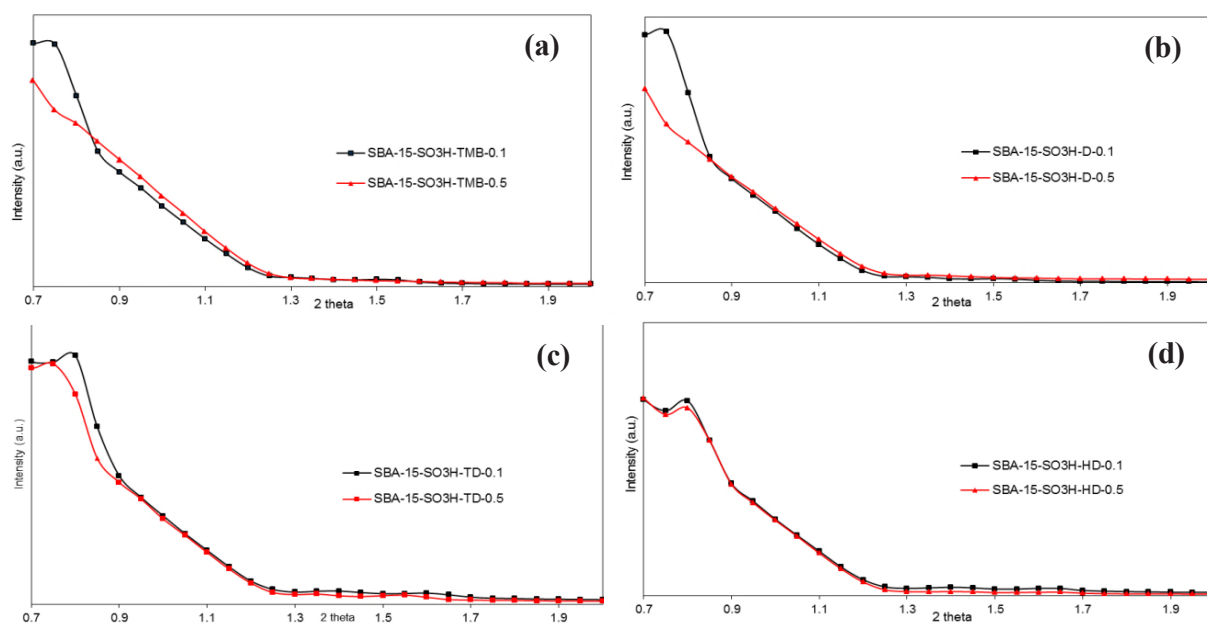 (a)
Intensity (a.u.)
SBA-15-SO3H-TMB-0.1
SBA-15-SO3H-TMB-0.5
0.7 0.9 1.1 1.3 1.5 1.7 1.9
2 theta
(b)
Intensity (a.u.)
SBA-15-SO3H-D-0.1
SBA-15-SO3H-D-0.5
0.7 0.9 1.1 1.3 1.5 1.7 1.9
2 theta
(c)
Intensity (a.u.)
SBA-15-SO3H-TD-0.1
SBA-15-SO3H-TD-0.5
0.7 0.9 1.1 1.3 1.5 1.7 1.9
2 theta
(d)
Intensity (a.u.)
SBA-15-SO3H-HD-0.1
SBA-15-SO3H-HD-0.5
0.7 0.9 1.1 1.3 1.5 1.7 1.9
2 theta